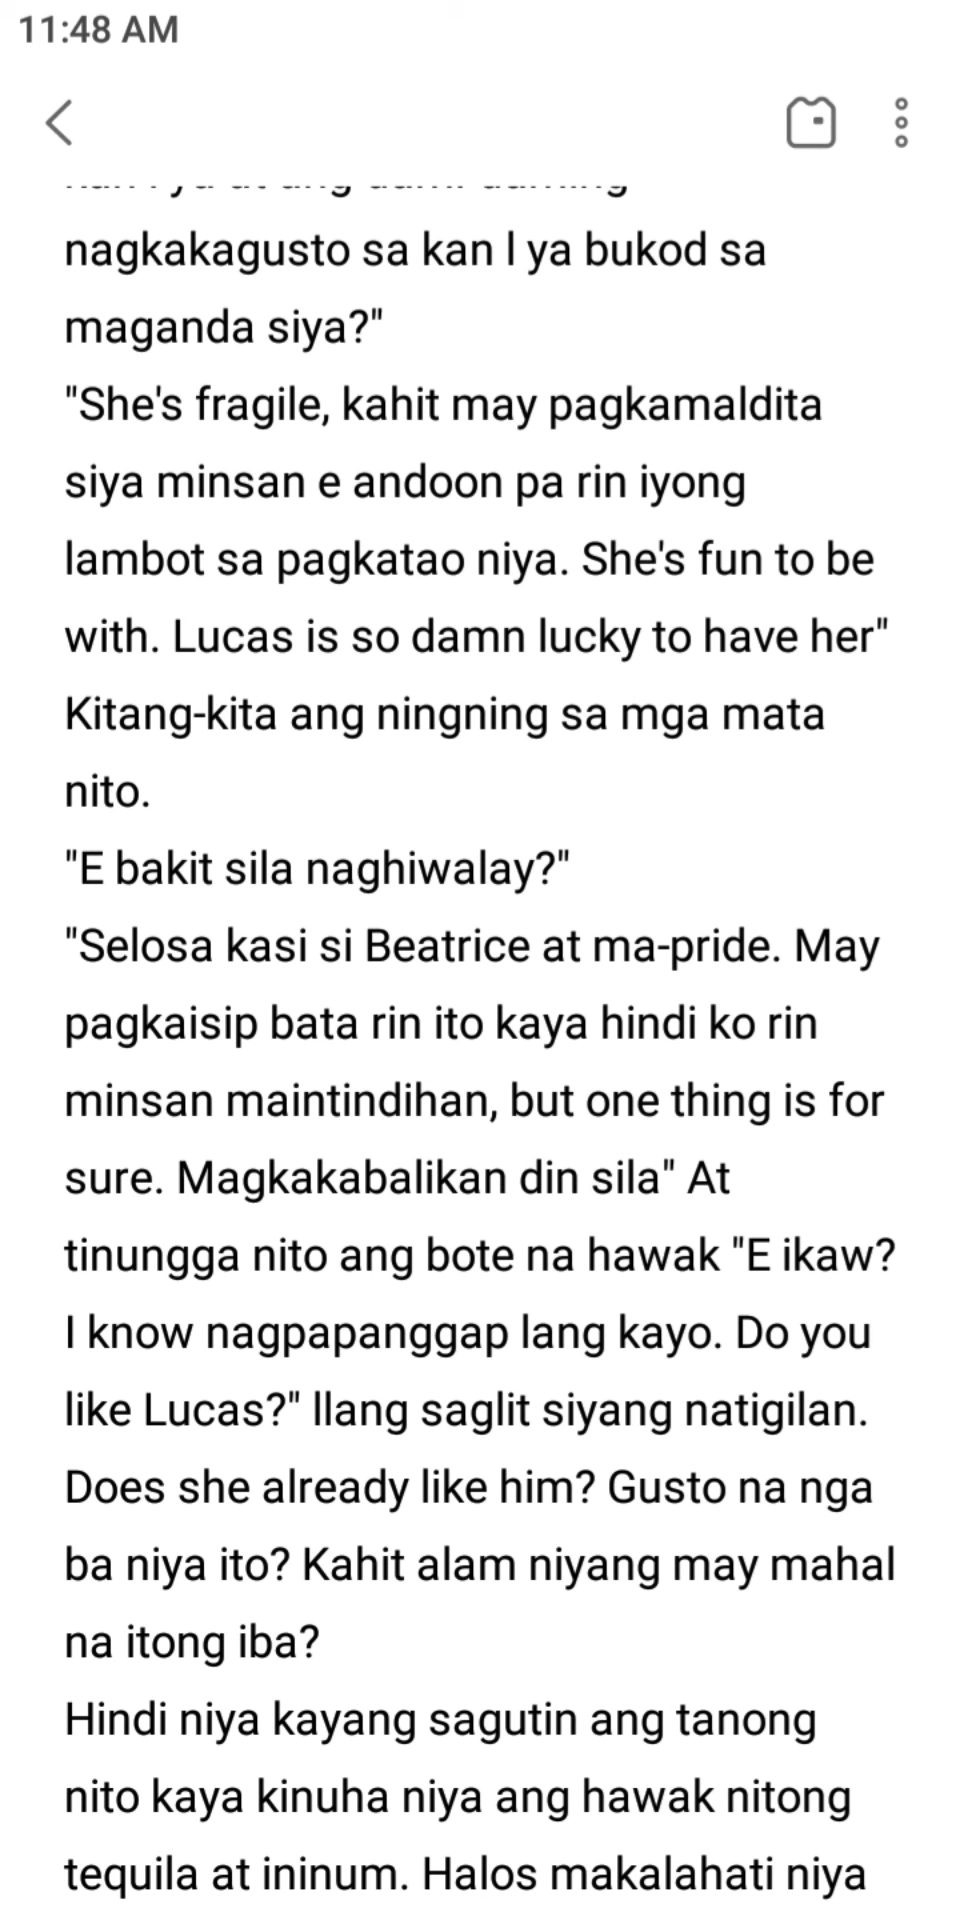 11:48 AM
nagkakagusto sa kan l ya bukod sa
maganda siya?"
"She's fragile, kahit may pagkamaldita
siya minsan e andoon pa rin iyong
lambot sa pagkatao niya. She's fun to be
with. Lucas is so damn lucky to have her"
Kitang-kita ang ningning sa mga mata
nito.
"E bakit sila naghiwalay?"
"Selosa kasi si Beatrice at ma-pride. May
pagkaisip bata rin ito kaya hindi ko rin
minsan maintindihan, but one thing is for
sure. Magkakabalikan din sila" At
tinungga nito ang bote na hawak "E ikaw?
I know nagpapanggap lang kayo. Do you
like Lucas?" llang saglit siyang natigilan.
Does she already like him? Gusto na nga
ba niya ito? Kahit alam niyang may mahal
na itong iba?
Hindi niya kayang sagutin ang tanong
nito kaya kinuha niya ang hawak nitong
tequila at ininum. Halos makalahati niya